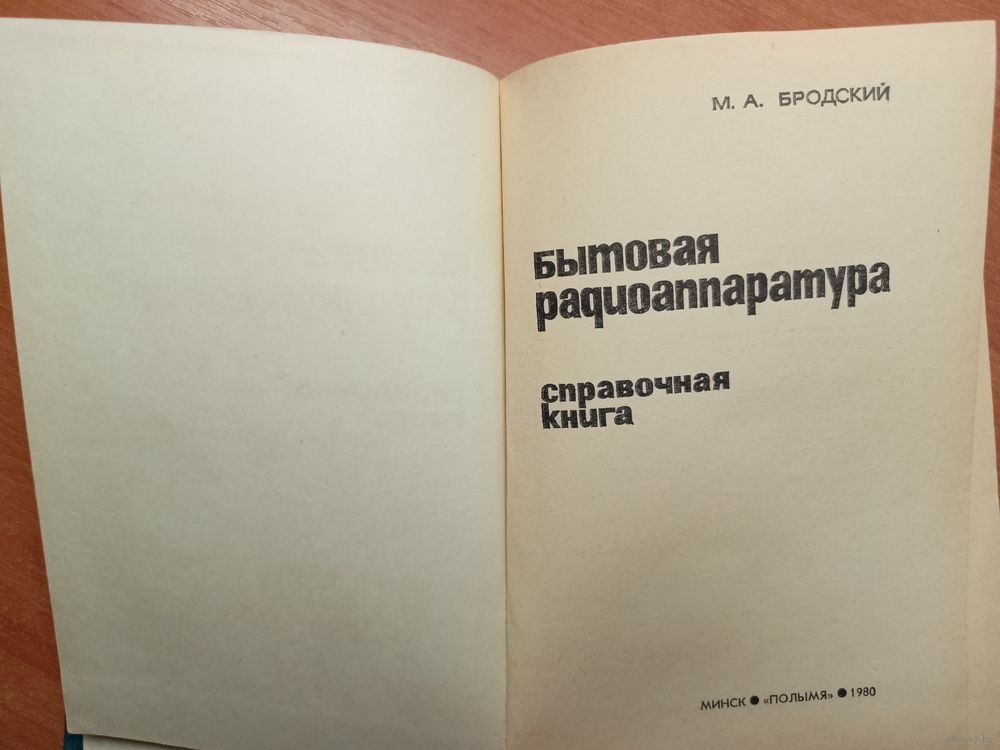 М. А. БРОДСКИЙ
Бытовая
радиоаппаратура
справочная
книга
МИНСК ● «ПОЛЫМЯ» ● 1980